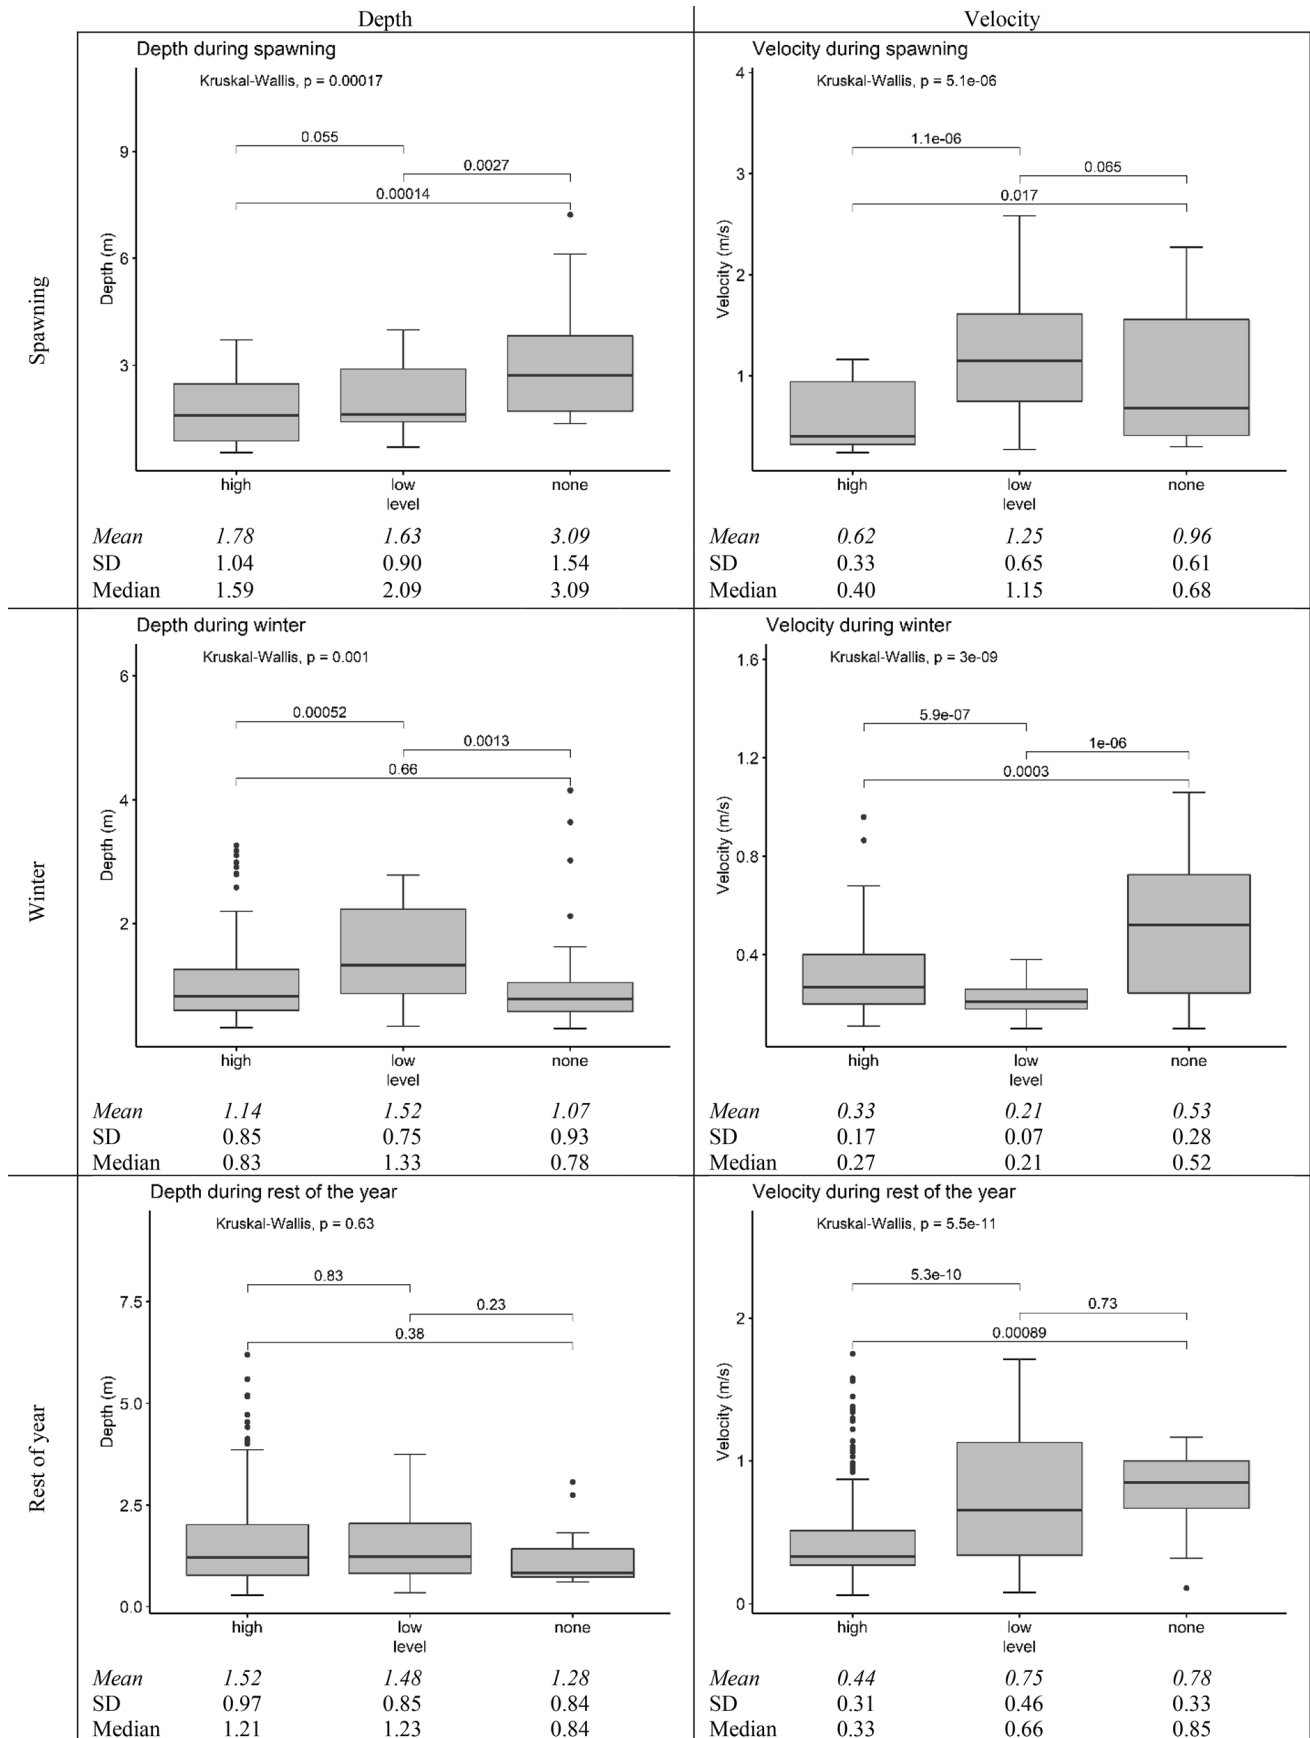 Depth Velocity
Spawning
Depth during spawning
Kruskal-Wallis, p = 0.00017
0.055
0.0027
0.00014
9
6
3
Depth (m)
high low none
level
Mean 1.78 1.63 3.09
SD 1.04 0.90 1.54
Median 1.59 2.09 3.09
Velocity during spawning
Kruskal-Wallis, p = 5.1e-06
1.1e-06
0.065
0.017
4
3
2
1
Velocity (m/s)
high low none
level
Mean 0.62 1.25 0.96
SD 0.33 0.65 0.61
Median 0.40 1.15 0.68
Winter
Depth during winter
Kruskal-Wallis, p = 0.001
0.00052
0.0013
0.66
6
4
2
Depth (m)
high low none
level
Mean 1.14 1.52 1.07
SD 0.85 0.75 0.93
Median 0.83 1.33 0.78
Velocity during winter
Kruskal-Wallis, p = 3e-09
5.9e-07
1e-06
0.0003
1.6
1.2
0.8
0.4
Velocity (m/s)
high low none
level
Mean 0.33 0.21 0.53
SD 0.17 0.07 0.28
Median 0.27 0.21 0.52
Rest of year
Depth during rest of the year
Kruskal-Wallis, p = 0.63
0.83
0.23
0.38
7.5
5.0
2.5
0.0
Depth (m)
high low none
level
Mean 1.52 1.48 1.28
SD 0.97 0.85 0.84
Median 1.21 1.23 0.84
Velocity during rest of the year
Kruskal-Wallis, p = 5.5e-11
5.3e-10
0.73
0.00089
2
1
0
Velocity (m/s)
high low none
level
Mean 0.44 0.75 0.78
SD 0.31 0.46 0.33
Median 0.33 0.66 0.85